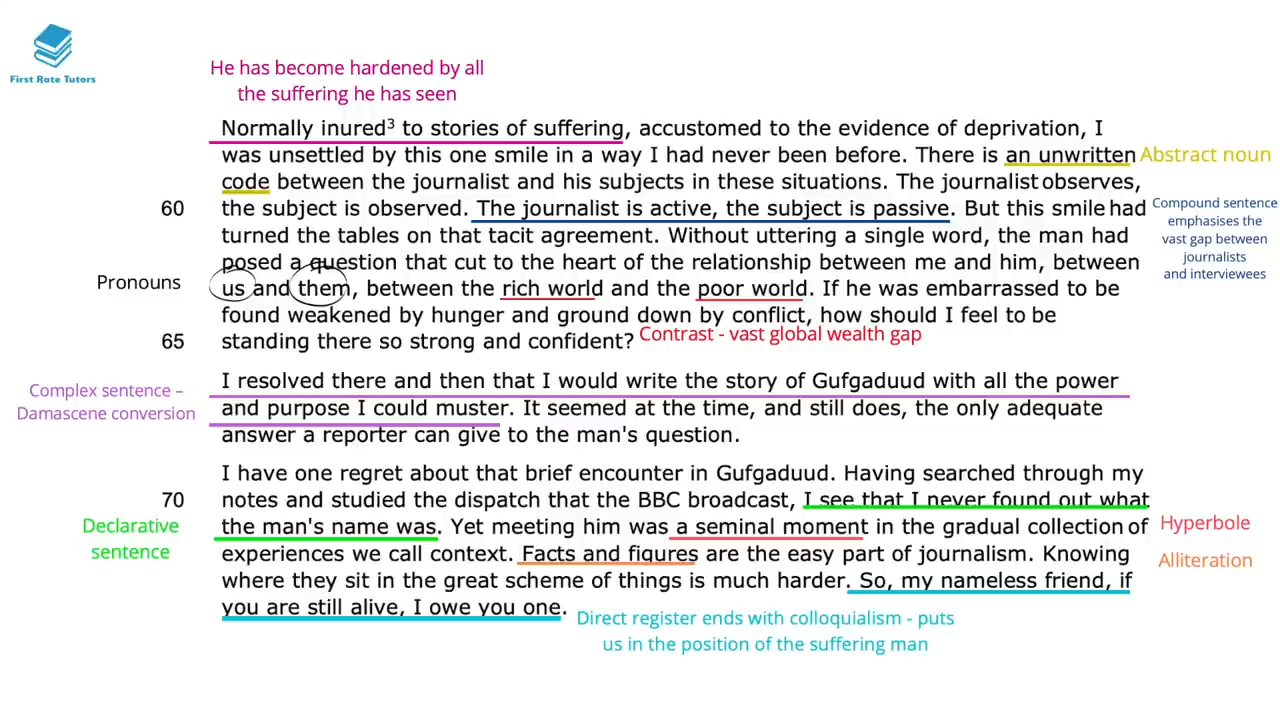 First Rate Tutors
He has become hardened by all
the suffering he has seen
Normally inured³ to stories of suffering, accustomed to the evidence of deprivation, I
was unsettled by this one smile in a way I had never been before. There is an unwritten Abstract noun
code between the journalist and his subjects in these situations. The journalist observes,
60 the subject is observed. The journalist is active, the subject is passive. But this smile had
turned the tables on that tacit agreement. Without uttering a single word, the man had
posed a question that cut to the heart of the relationship between me and him, between
Compound sentence
emphasises the
vast gap between
journalists
and interviewees
Pronouns
us and them, between the rich world and the poor world. If he was embarrassed to be
found weakened by hunger and ground down by conflict, how should I feel to be
65 standing there so strong and confident? Contrast - vast global wealth gap
Complex sentence –
Damascene conversion
I resolved there and then that I would write the story of Gufgaduud with all the power
and purpose I could muster. It seemed at the time, and still does, the only adequate
answer a reporter can give to the man's question.
I have one regret about that brief encounter in Gufgaduud. Having searched through my
70 notes and studied the dispatch that the BBC broadcast, I see that I never found out what
Declarative
sentence
the man's name was. Yet meeting him was a seminal moment in the gradual collection of
Hyperbole
experiences we call context. Facts and figures are the easy part of journalism. Knowing
Alliteration
where they sit in the great scheme of things is much harder. So, my nameless friend, if
you are still alive, I owe you one.
Direct register ends with colloquialism - puts
us in the position of the suffering man